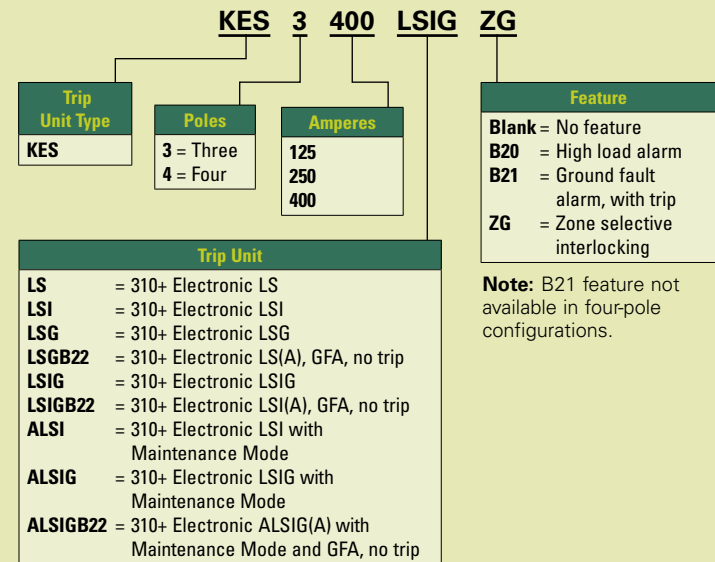 KES 3 400 LSIG ZG
Trip
Unit Type
KES
Poles
3 = Three
4 = Four
Amperes
125
250
400
Feature
Blank = No feature
B20 = High load alarm
B21 = Ground fault
alarm, with trip
ZG = Zone selective
interlocking
Note: B21 feature not
available in four-pole
configurations.
Trip Unit
LS = 310+ Electronic LS
LSI = 310+ Electronic LSI
LSG = 310+ Electronic LSG
LSGB22 = 310+ Electronic LS(A), GFA, no trip
LSIG = 310+ Electronic LSIG
LSIGB22 = 310+ Electronic LSI(A), GFA, no trip
ALSI = 310+ Electronic LSI with
Maintenance Mode
ALSIG = 310+ Electronic LSIG with
Maintenance Mode
ALSIGB22 = 310+ Electronic ALSIG(A) with
Maintenance Mode and GFA, no trip